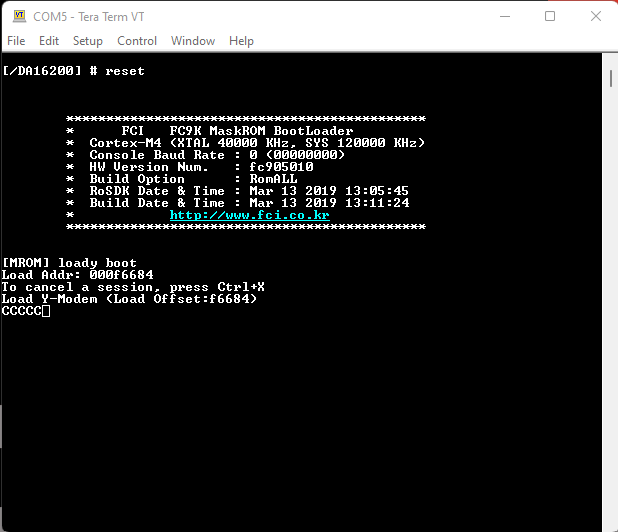 COM5 - Tera Term VT
File Edit Setup Control Window Help
[/DA16200] # reset
*********************************************
*      FCI   FC9K MaskROM BootLoader
*  Cortex-M4 (XTAL 40000 KHz, SYS 120000 KHz)
*  Console Baud Rate : 0 (00000000)
*  HW Version Num.   : fc905010
*  Build Option      : RomALL
*  RoSDK Date & Time : Mar 13 2019 13:05:45
*  Build Date & Time : Mar 13 2019 13:11:24
*            http://www.fci.co.kr
*********************************************
[MROM] loady boot
Load Addr: 000f6684
To cancel a session, press Ctrl+X
Load Y-Modem (Load Offset:f6684)
CCCCC